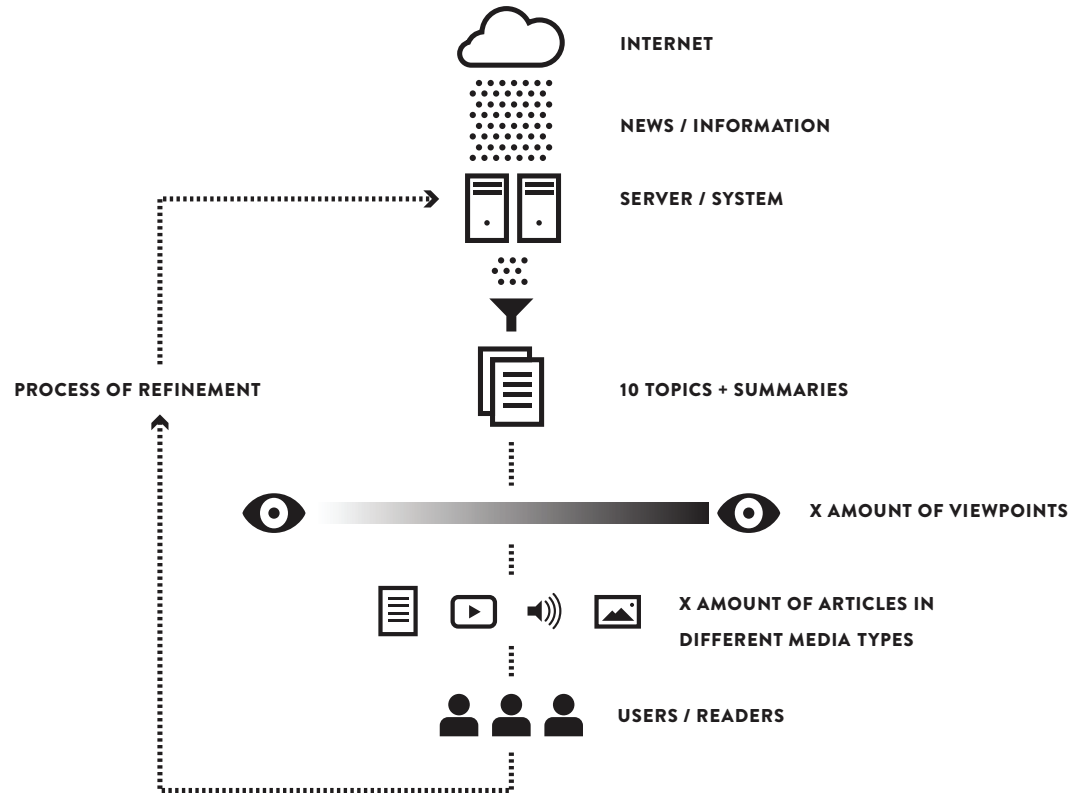 INTERNET
NEWS / INFORMATION
SERVER / SYSTEM
PROCESS OF REFINEMENT
10 TOPICS + SUMMARIES
X AMOUNT OF VIEWPOINTS
X AMOUNT OF ARTICLES IN
DIFFERENT MEDIA TYPES
USERS / READERS